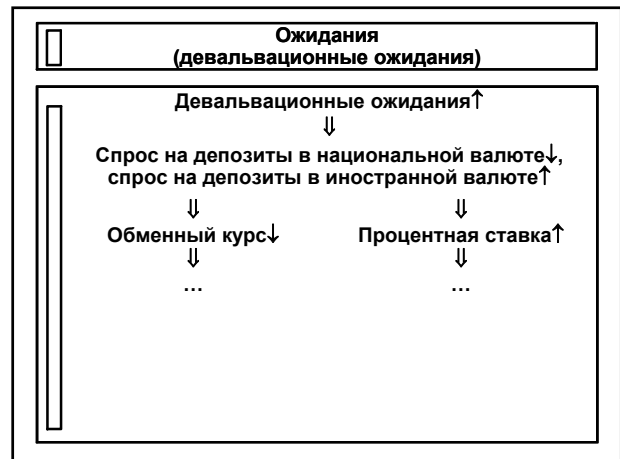 Ожидания
(девальвационные ожидания)
Девальвационные ожидания↑
⇓
Спрос на депозиты в национальной валюте↓,
спрос на депозиты в иностранной валюте↑
⇓ ⇓
Обменный курс↓ Процентная ставка↑
⇓ ⇓
… …